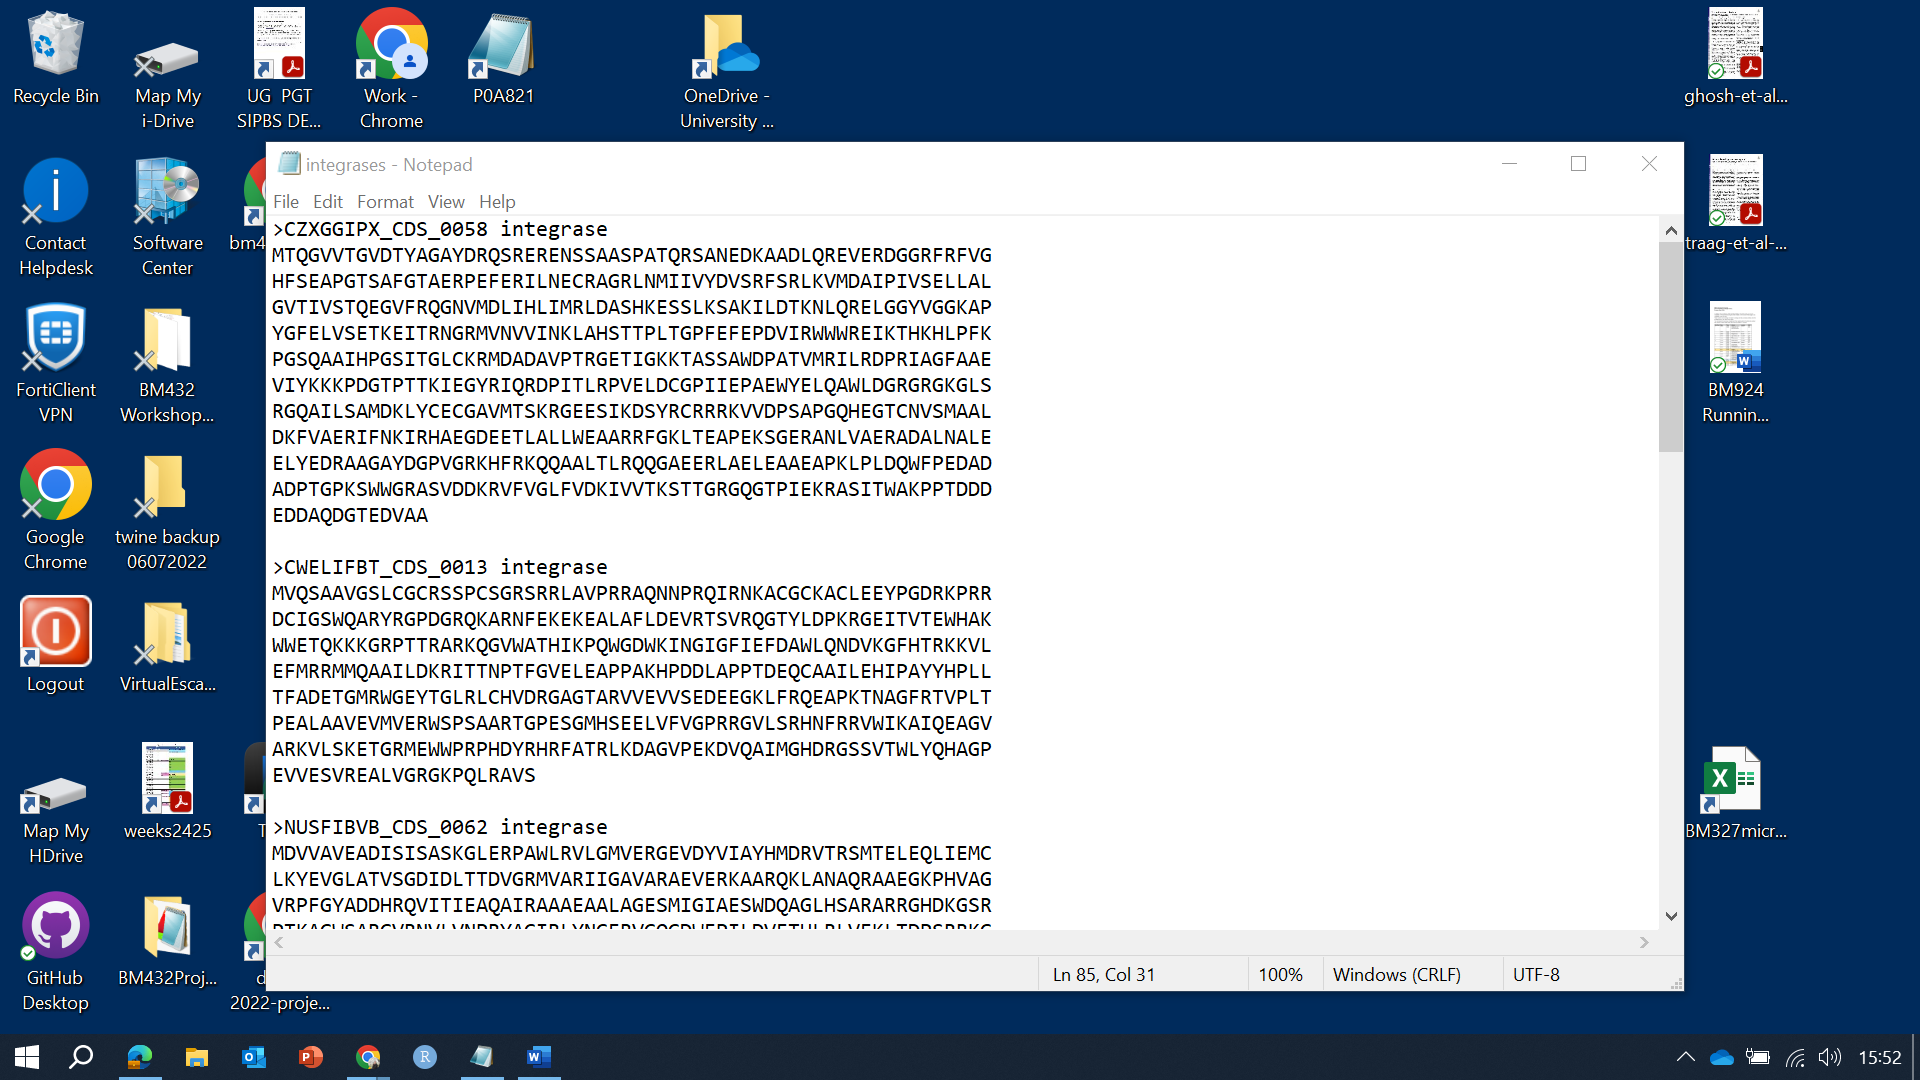 Recycle Bin
Map My
i-Drive
UG PGT
SIPBS DE...
Work -
Chrome
P0A821
OneDrive -
University ...
ghosh-et-al...
Contact
Helpdesk
Software
Center
bm4
traag-et-al-...
FortiClient
VPN
BM432
Workshop...
BM924
Runnin...
Google
Chrome
twine backup
06072022
Logout
VirtualEsca...
Map My
HDrive
weeks2425
T
BM327micr...
GitHub
Desktop
BM432Proj...
d
2022-proje...
integrases - Notepad
File Edit Format View Help
>CZXGGIPX_CDS_0058 integrase
MTQGVVTGVDTYAGAYDRQSRERENSSAASPATQRSANEDKAADLQREVERDGGRFRFVG
HFSEAPGTSAFGTAERPEFERILNECRAGRLNMIIVYDVSRFSRLKVMDAIPIVSELLAL
GVTIVSTQEGVFRQGNVMDLIHLIMRLDASHKESSLKSAKILDTKNLQRELGGYVGGKAP
YGFELVSETKEITRNGRMVNVVINKLAHSTTPLTGPFEFEPDVIRWWWREIKTHKHLPFK
PGSQAAIHPGSITGLCKRMDADAVPTRGETIGKKTASSAWDPATVMRILRDPRIAGFAAE
VIYKKKPDGTPTTKIEGYRIQRDPITLRPVELDCGPIIEPAEWYELQAWLDGRGRGKGLS
RGQAILSAMDKLYCECGAVMTSKRGEESIKDSYRCRRRKVVDPSAPGQHEGTCNVSMAAL
DKFVAERIFNKIRHAEGDEETLALLWEAARRFGKLTEAPEKSGERANLVAERADALNALE
ELYEDRAAGAYDGPVGRKHFRKQQAALTLRQQGAEERLAELEAAEAPKLPLDQWFPEDAD
ADPTGPKSWWGRASVDDKRVFVGLFVDKIVVTKSTTGRGQGTPIEKRASITWAKPPTDDD
EDDAQDGTEDVAA
>CWELIFBT_CDS_0013 integrase
MVQSAAVGSLCGCRSSPCSGRSRRLAVPRRAQNNPRQIRNKACGCKACLEEYPGDRKPRR
DCIGSWQARYRGPDGRQKARNFEKEKEALAFLDEVRTSVRQGTYLDPKRGEITVTEWHAK
WWETQKKKGRPTTRARKQGVWATHIKPQWGDWKINGIGFIEFDAWLQNDVKGFHTRKKVL
EFMRRMMQAAILDKRITTNPTFGVELEAPPAKHPDDLAPPTDEQCAAILEHIPAYYHPLL
TFADETGMRWGEYTGLRLCHVDRGAGTARVVEVVSEDEEGKLFRQEAPKTNAGFRTVPLT
PEALAAVEVMVERWSPSAARTGPESGMHSEELVFVGPRRGVLSRHNFRRVWIKAIQEAGV
ARKVLSKETGRMEWWPRPHDYRHRFATRLKDAGVPEKDVQAIMGHDRGSSVTWLYQHAGP
EVVESVREALVGRGKPQLRAVS
>NUSFIBVB_CDS_0062 integrase
MDVVAVEADISISASKGLERPAWLRVLGMVERGEVDYVIAYHMDRVTRSMTELEQLIEMC
LKYEVGLATVSGDIDLTTDVGRMVARIIGAVARAEVERKAARQKLANAQRAAEGKPHVAG
VRPFGYADDHRQVITIEAQAIRAAAEAALAGESMIGIAESWDQAGLHSARARRGHDKGSR
Ln 85, Col 31
100%
Windows (CRLF)
UTF-8
15:52